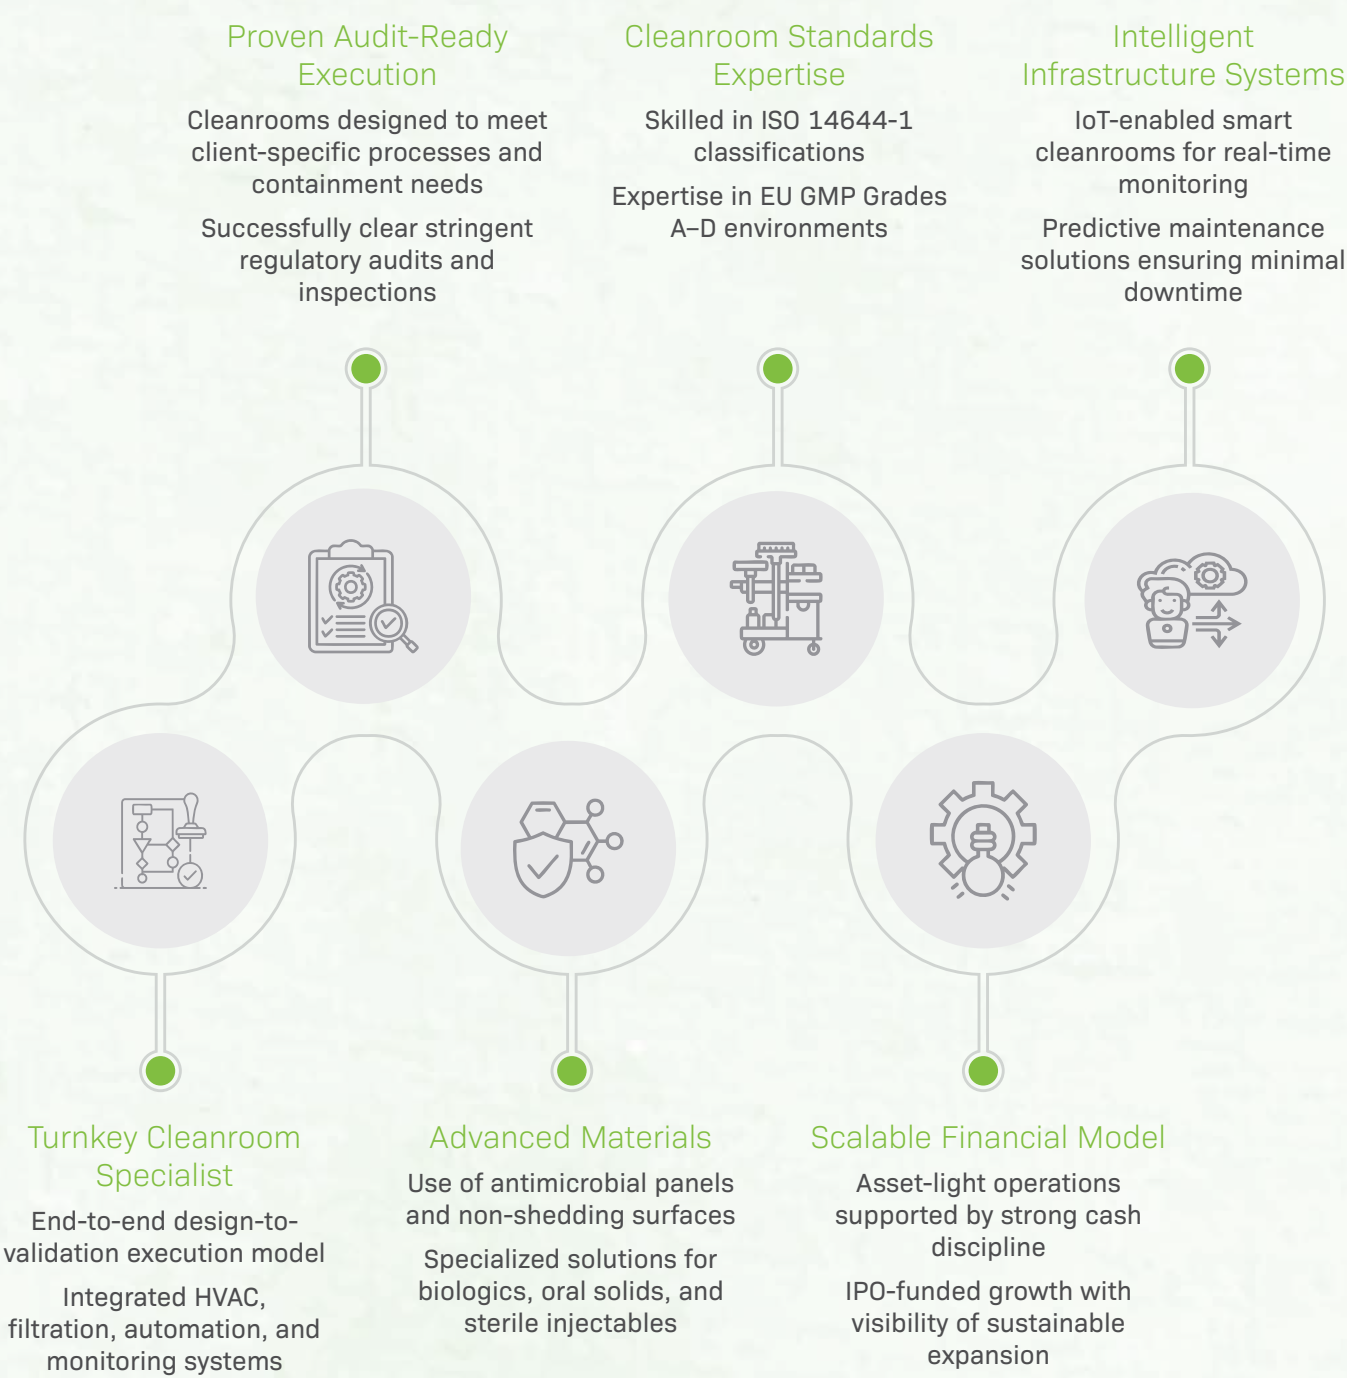 Proven Audit-Ready
Execution
Cleanrooms designed to meet
client-specific processes and
containment needs
Successfully clear stringent
regulatory audits and
inspections
Cleanroom Standards
Expertise
Skilled in ISO 14644-1
classifications
Expertise in EU GMP Grades
A–D environments
Intelligent
Infrastructure Systems
IoT-enabled smart
cleanrooms for real-time
monitoring
Predictive maintenance
solutions ensuring minimal
downtime
Turnkey Cleanroom
Specialist
End-to-end design-to-
validation execution model
Integrated HVAC,
filtration, automation, and
monitoring systems
Advanced Materials
Use of antimicrobial panels
and non-shedding surfaces
Specialized solutions for
biologics, oral solids, and
sterile injectables
Scalable Financial Model
Asset-light operations
supported by strong cash
discipline
IPO-funded growth with
visibility of sustainable
expansion